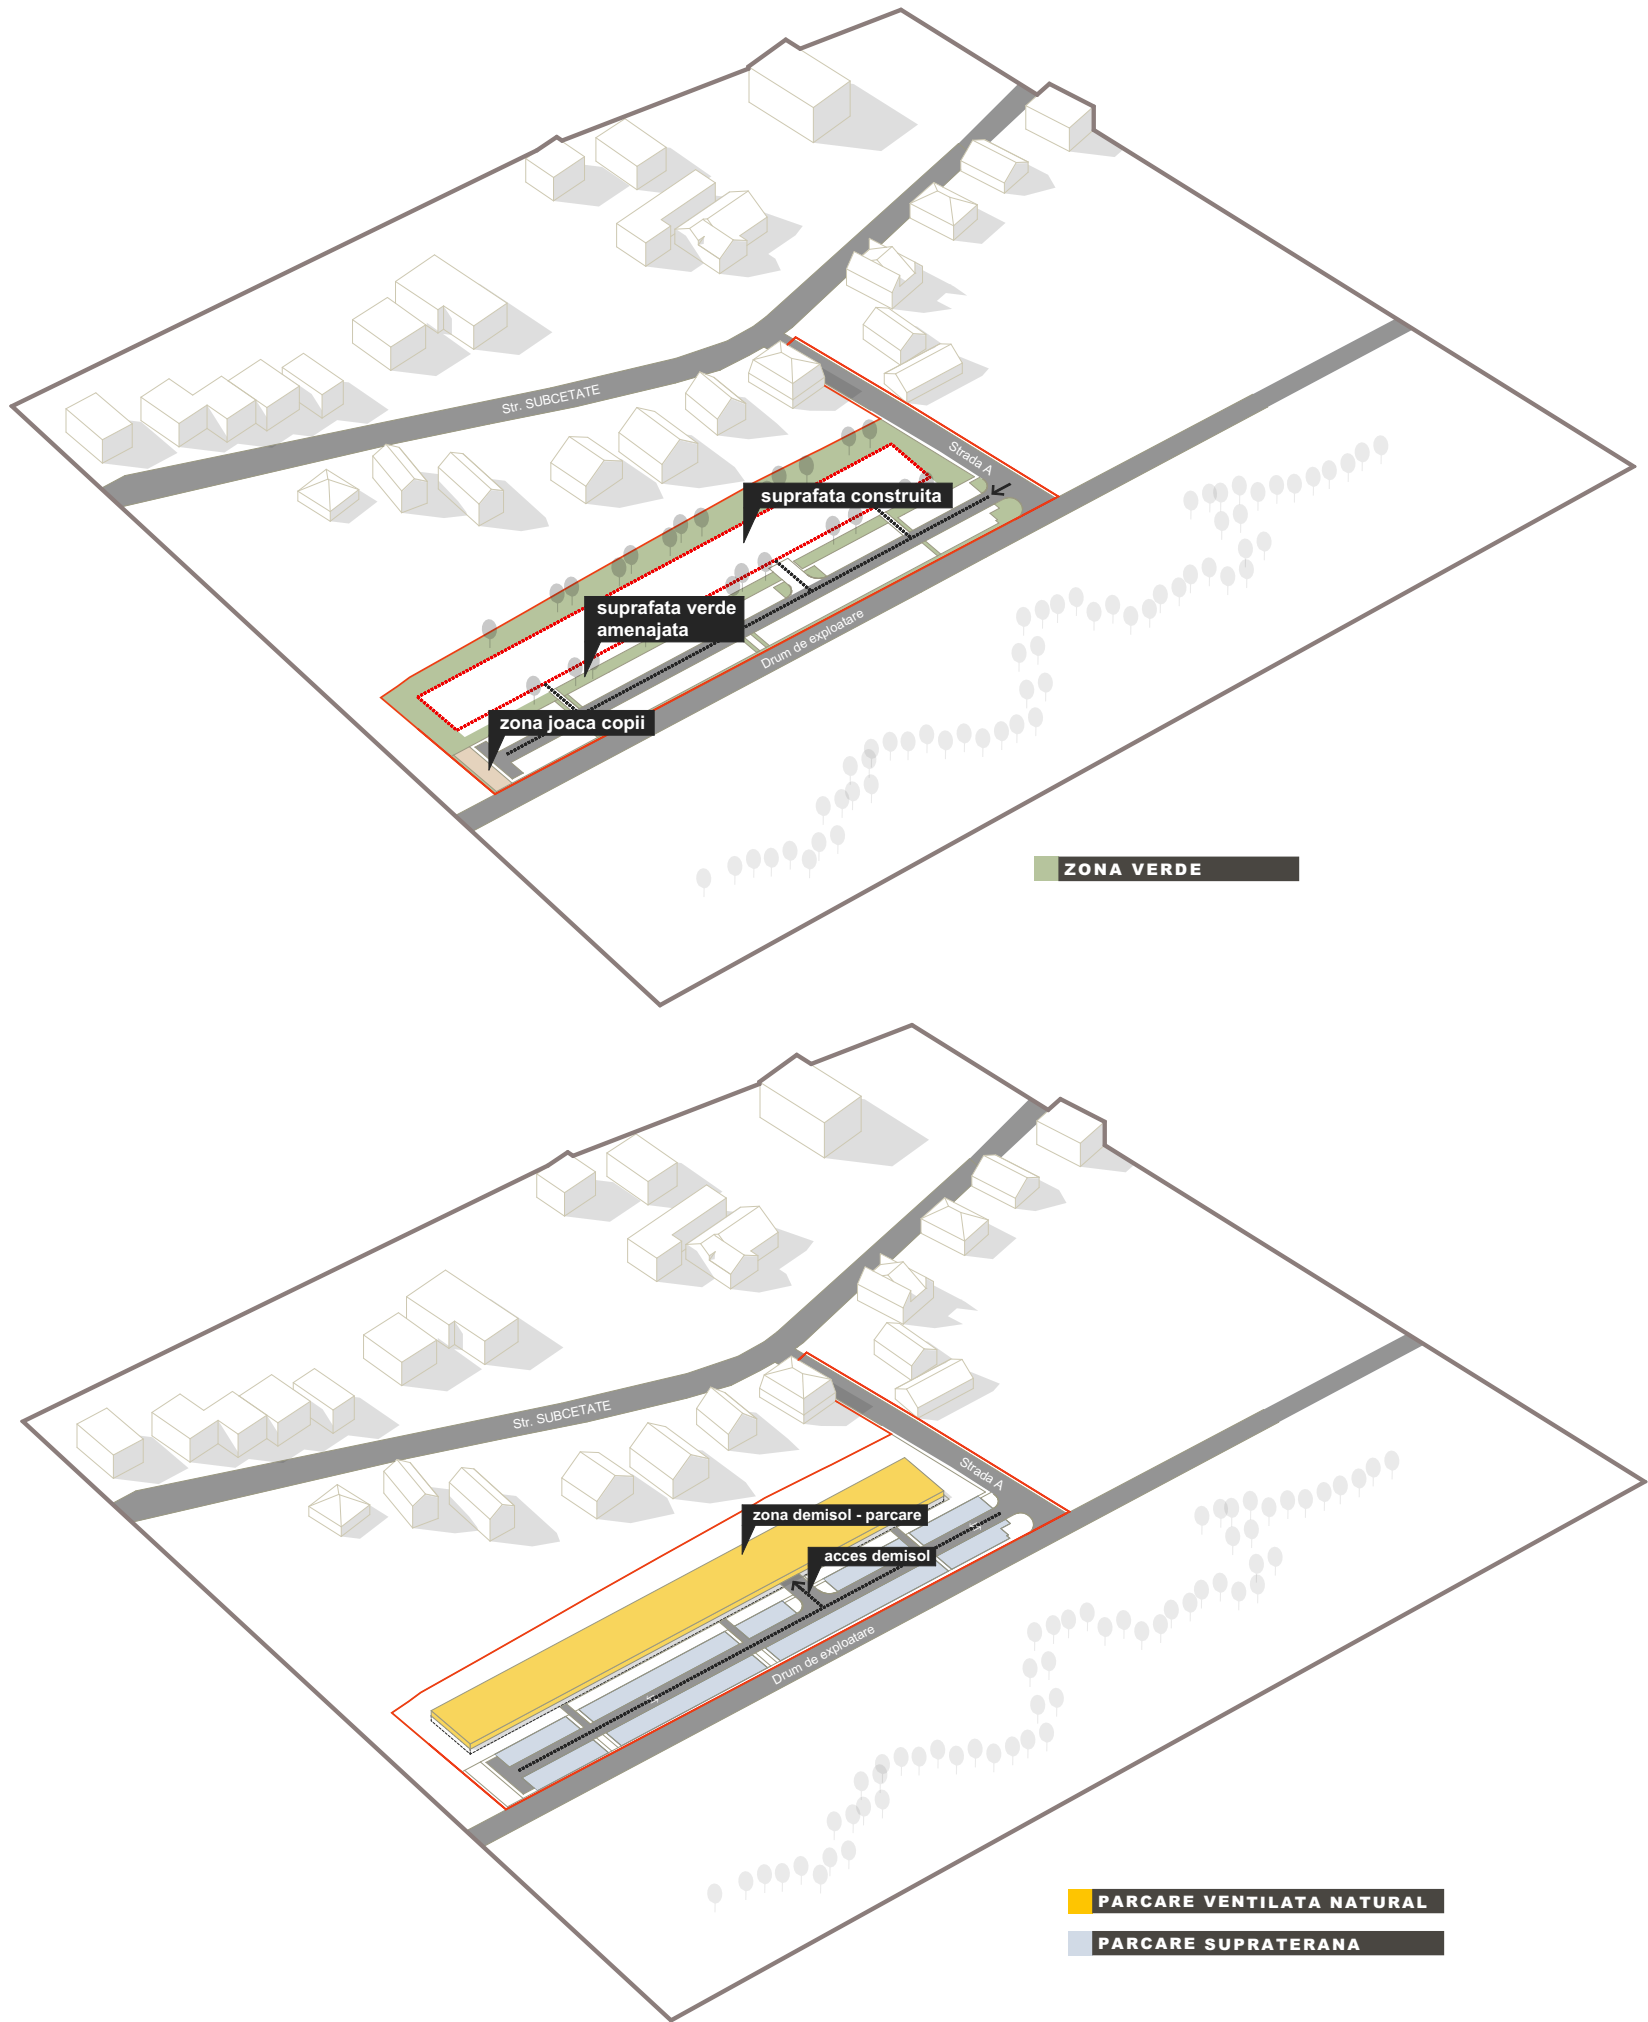 Str. SUBCETATE
Strada A
suprafata construita
suprafata verde
amenajata
Drum de exploatare
zona joaca copii
ZONA VERDE
Str. SUBCETATE
Strada A
zona demisol - parcare
acces demisol
Drum de exploatare
PARCARE VENTILATA NATURAL
PARCARE SUPRATERANA